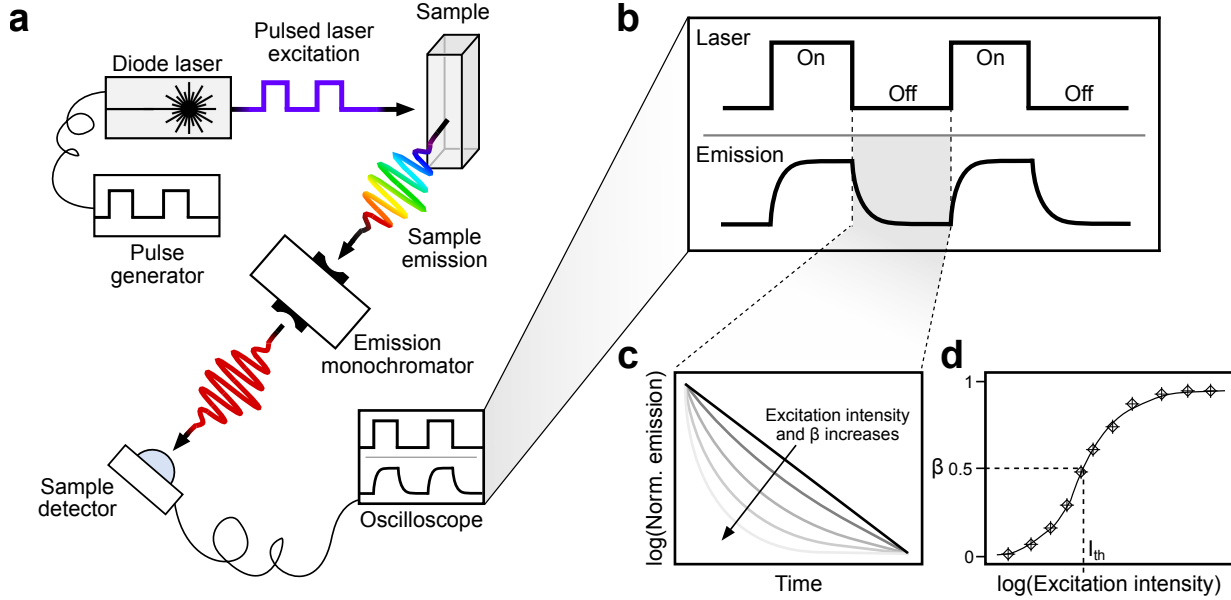 a
Sample
Pulsed laser
excitation
Diode laser
Pulse
generator
Sample
emission
Emission
monochromator
Sample
detector
Oscilloscope
b
Laser
On
Off
On
Off
Emission
c
log(Norm. emission)
Excitation intensity
and β increases
Time
d
1
β
0.5
0
I_th
log(Excitation intensity)